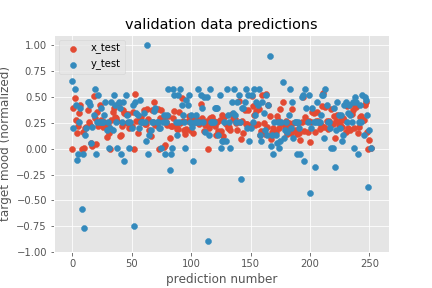 validation data predictions
x_test
y_test
1.00
0.75
0.50
0.25
0.00
−0.25
−0.50
−0.75
−1.00
target mood (normalized)
0 50 100 150 200 250
prediction number